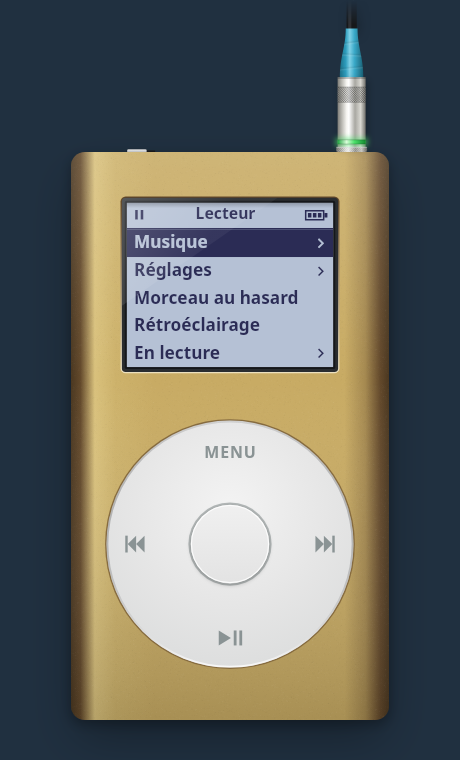 Lecteur
Musique
Réglages
Morceau au hasard
Rétroéclairage
En lecture
MENU